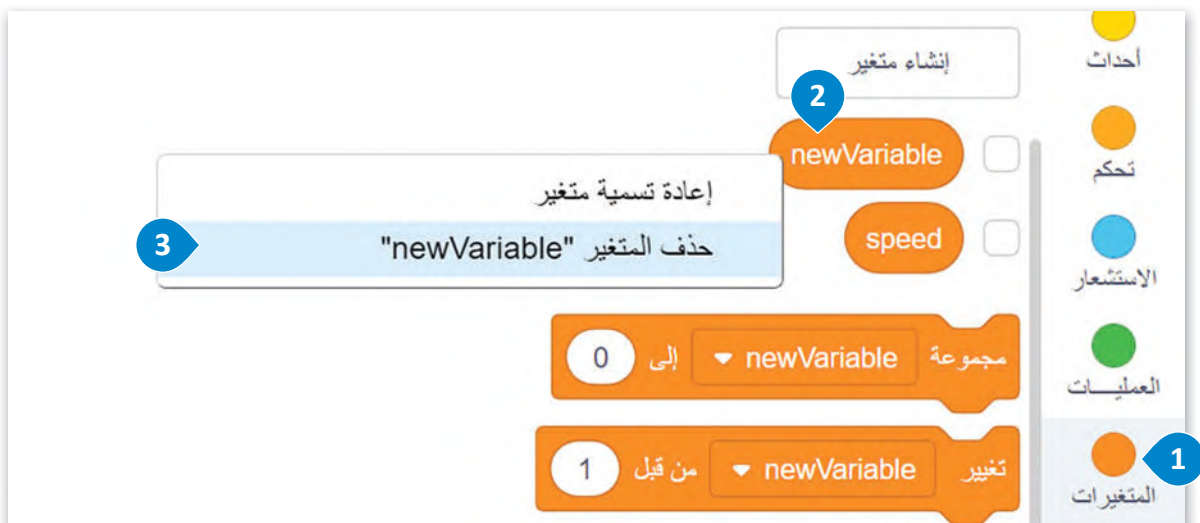 أحداث
تحكم
الاستشعار
العمليـــات
المتغيرات
1
إنشاء متغير
2
newVariable
speed
إعادة تسمية متغير
حذف المتغير "newVariable"
3
مجموعة newVariable إلى 0
تغيير newVariable من قبل 1